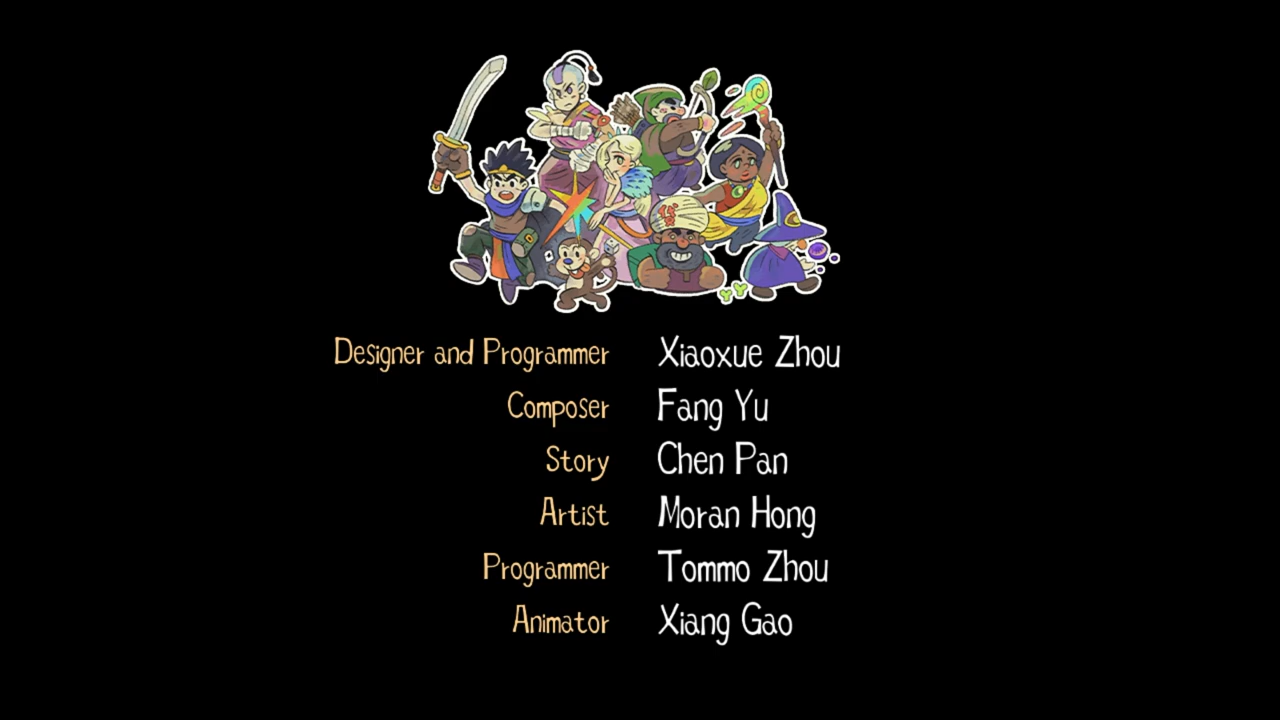 Designer and Programmer Xiaoxue Zhou
Composer Fang Yu
Story Chen Pan
Artist Moran Hong
Programmer Tommo Zhou
Animator Xiang Gao